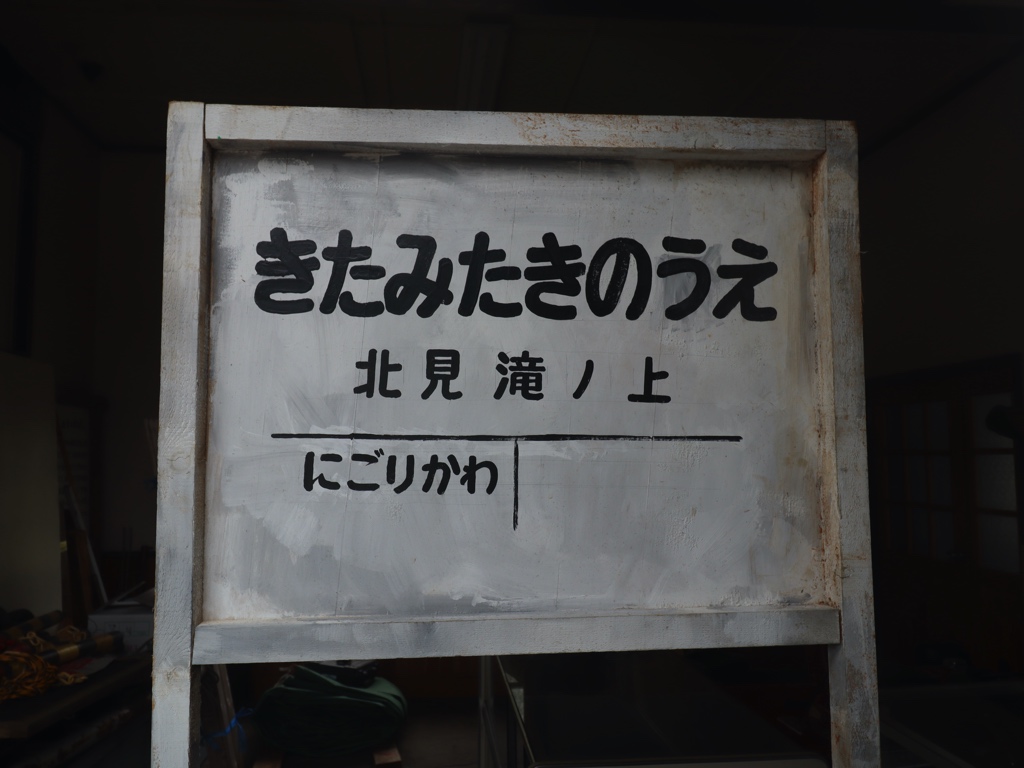 きたみたきのうえ
北見滝ノ上
にごりかわ